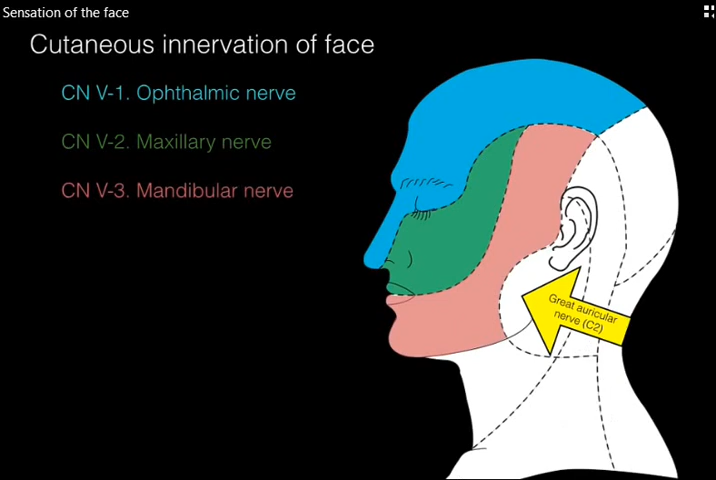 Sensation of the face
Cutaneous innervation of face
CN V-1. Ophthalmic nerve
CN V-2. Maxillary nerve
CN V-3. Mandibular nerve
Great auricular
nerve (C2)